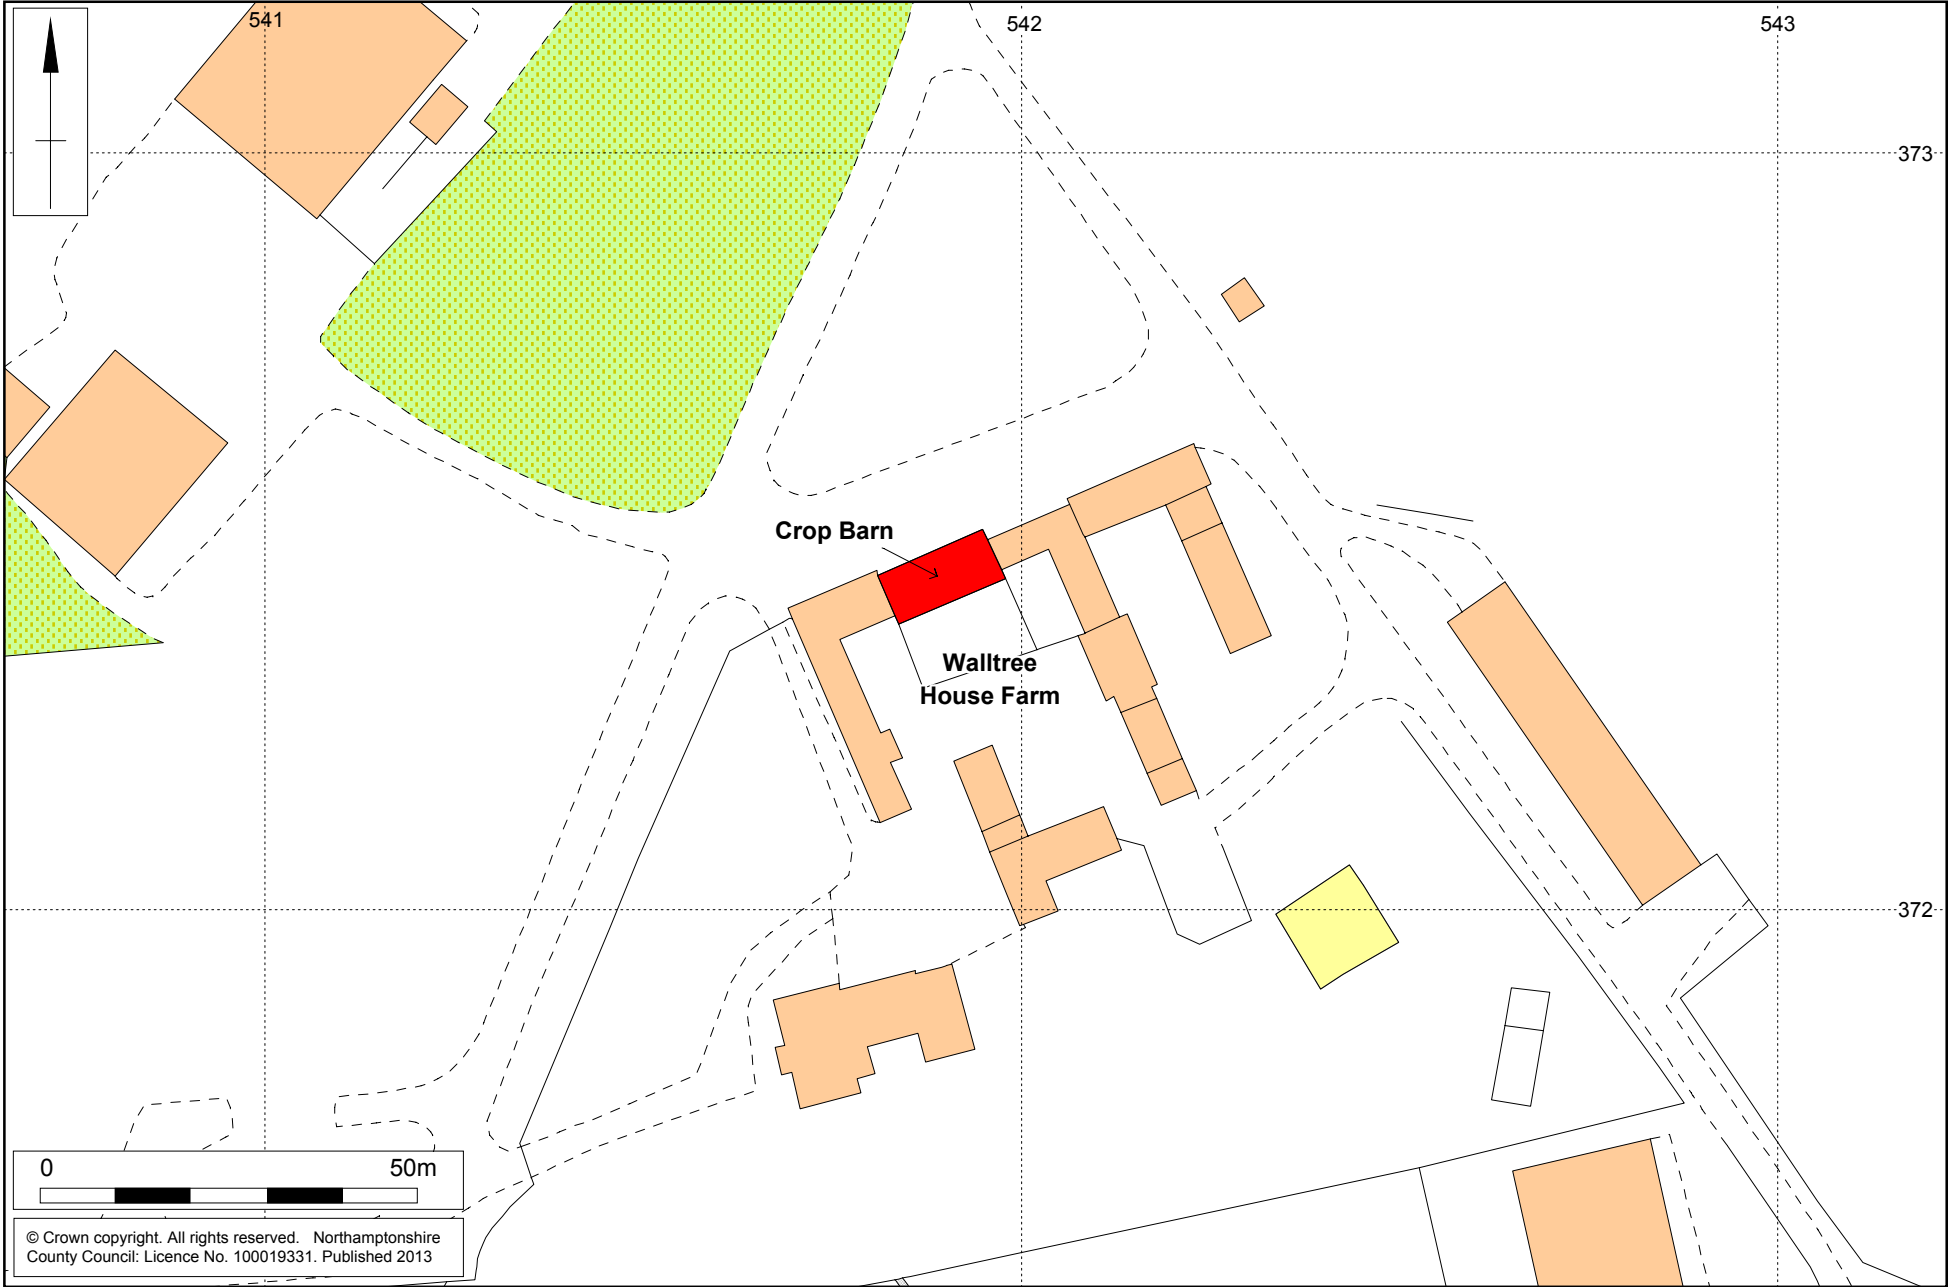 541
542
543
373
Crop Barn
Walltree
House Farm
372
0 50m
© Crown copyright. All rights reserved. Northamptonshire
County Council: Licence No. 100019331. Published 2013